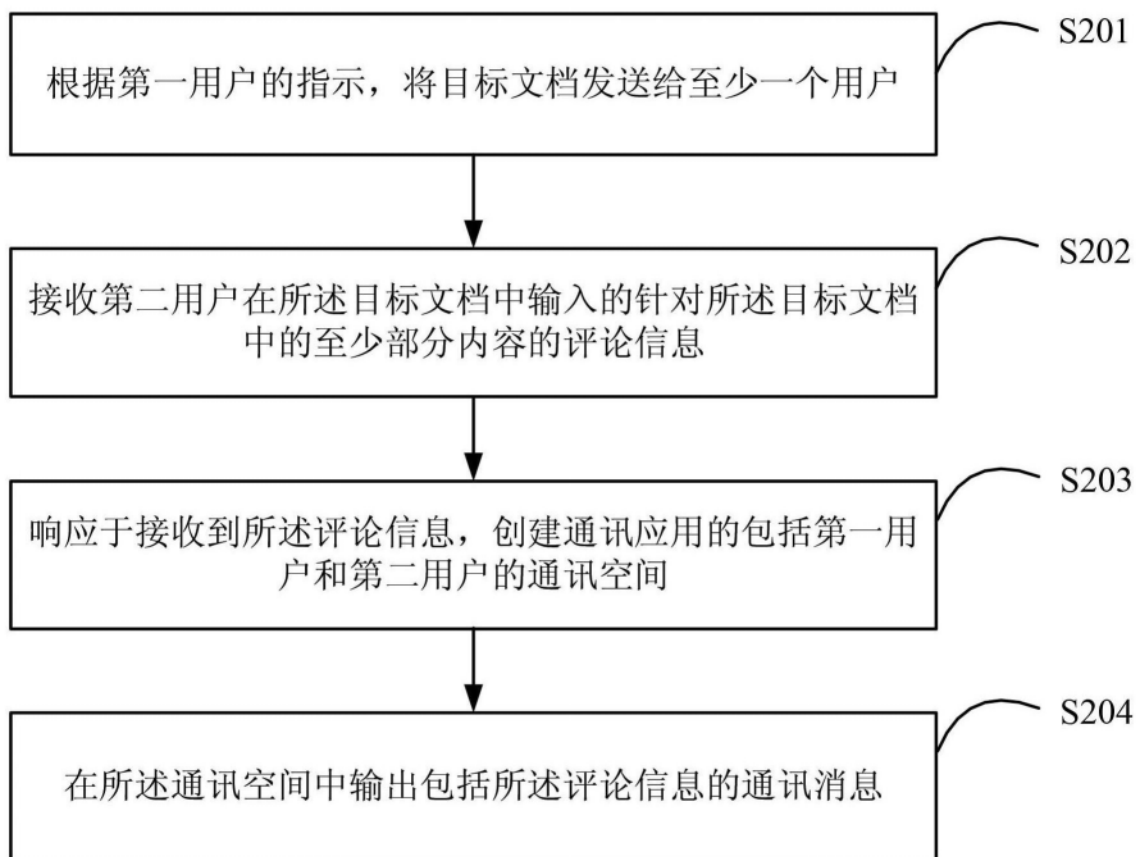 S201
根据第一用户的指示，将目标文档发送给至少一个用户
S202
接收第二用户在所述目标文档中输入的针对所述目标文档
中的至少部分内容的评论信息
S203
响应于接收到所述评论信息，创建通讯应用的包括第一用
户和第二用户的通讯空间
S204
在所述通讯空间中输出包括所述评论信息的通讯消息